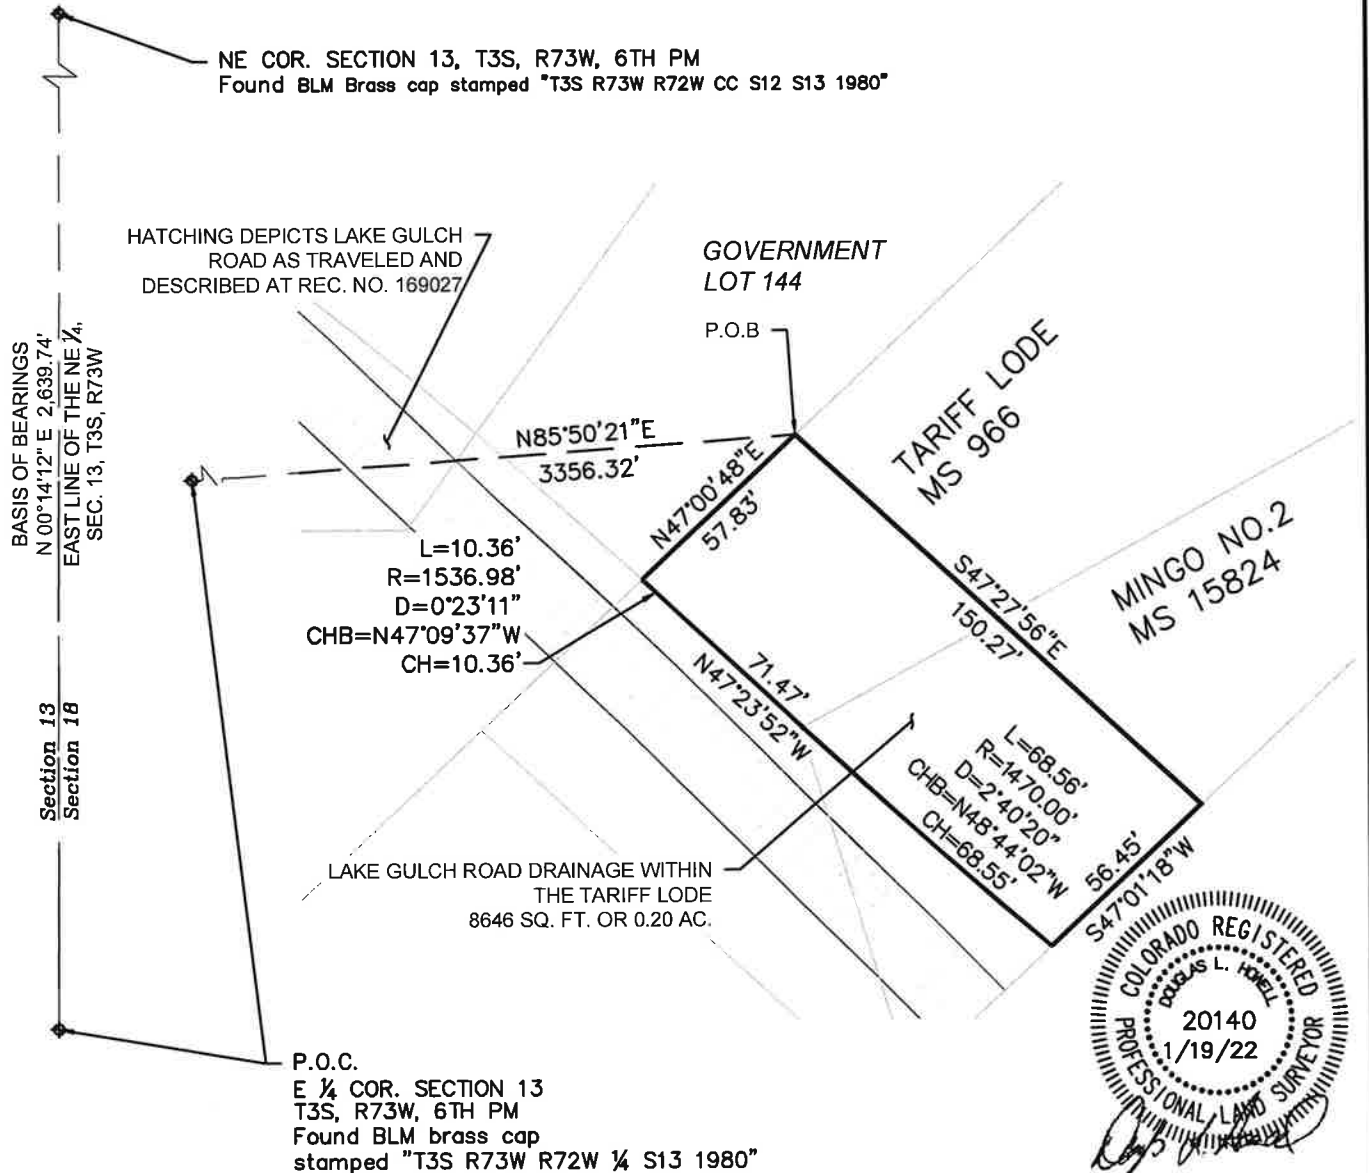 NE COR. SECTION 13, T3S, R73W, 6TH PM
Found BLM Brass cap stamped "T3S R73W R72W CC S12 S13 1980"
HATCHING DEPICTS LAKE GULCH
ROAD AS TRAVELED AND
DESCRIBED AT REC. NO. 169027
GOVERNMENT
LOT 144
P.O.B
TARIFF LODE
MS 966
MINGO NO.2
MS 15824
BASIS OF BEARINGS
N 00°14'12" E 2,639.74'
EAST LINE OF THE NE ¼,
SEC. 13, T3S, R73W
N85°50'21"E
3356.32'
N47°00'48"E
57.83'
S47°27'56"E
150.27'
L=10.36'
R=1536.98'
D=0°23'11"
CHB=N47°09'37"W
CH=10.36'
71.47'
N47°23'52"W
L=68.56'
R=1470.00'
D=2°40'20"
CHB=N48°44'02"W
CH=68.55'
56.45'
S47°01'18"W
Section 13
Section 18
LAKE GULCH ROAD DRAINAGE WITHIN
THE TARIFF LODE
8646 SQ. FT. OR 0.20 AC.
COLORADO REGISTERED
DOUGLAS L. HOWELL
20140
1/19/22
PROFESSIONAL LAND SURVEYOR
P.O.C.
E ¼ COR. SECTION 13
T3S, R73W, 6TH PM
Found BLM brass cap
stamped "T3S R73W R72W ¼ S13 1980"